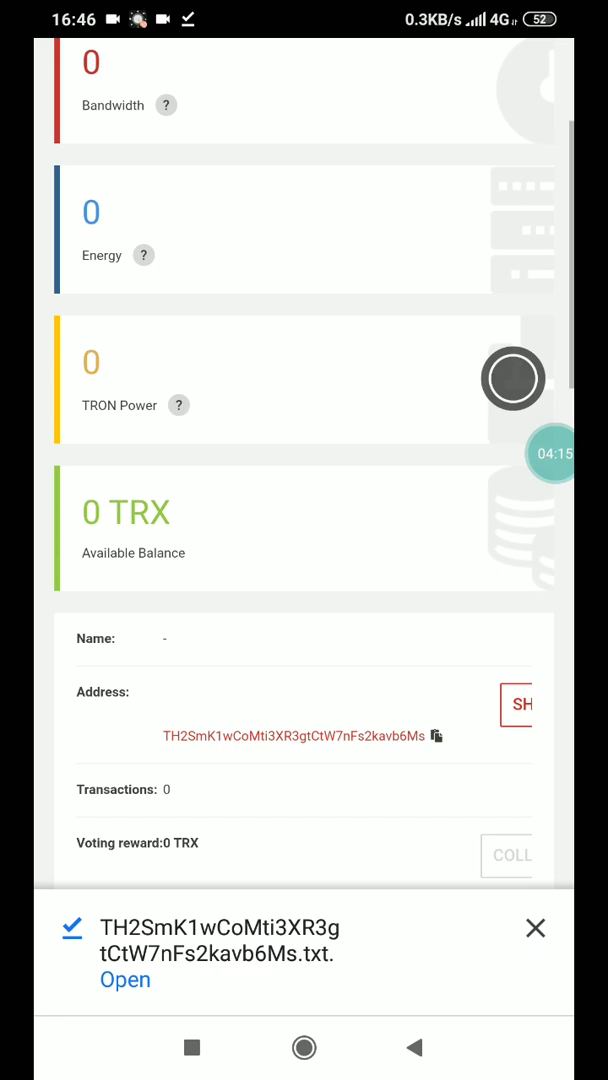 16:46 0.3KB/s 4G 52
0
Bandwidth ?
0
Energy ?
0
TRON Power ?
04:15
0 TRX
Available Balance
Name: -
Address:
SH
TH2SmK1wCoMti3XR3gtCtW7nFs2kavb6Ms
Transactions: 0
Voting reward:0 TRX
COLL
TH2SmK1wCoMti3XR3g
tCtW7nFs2kavb6Ms.txt.
Open